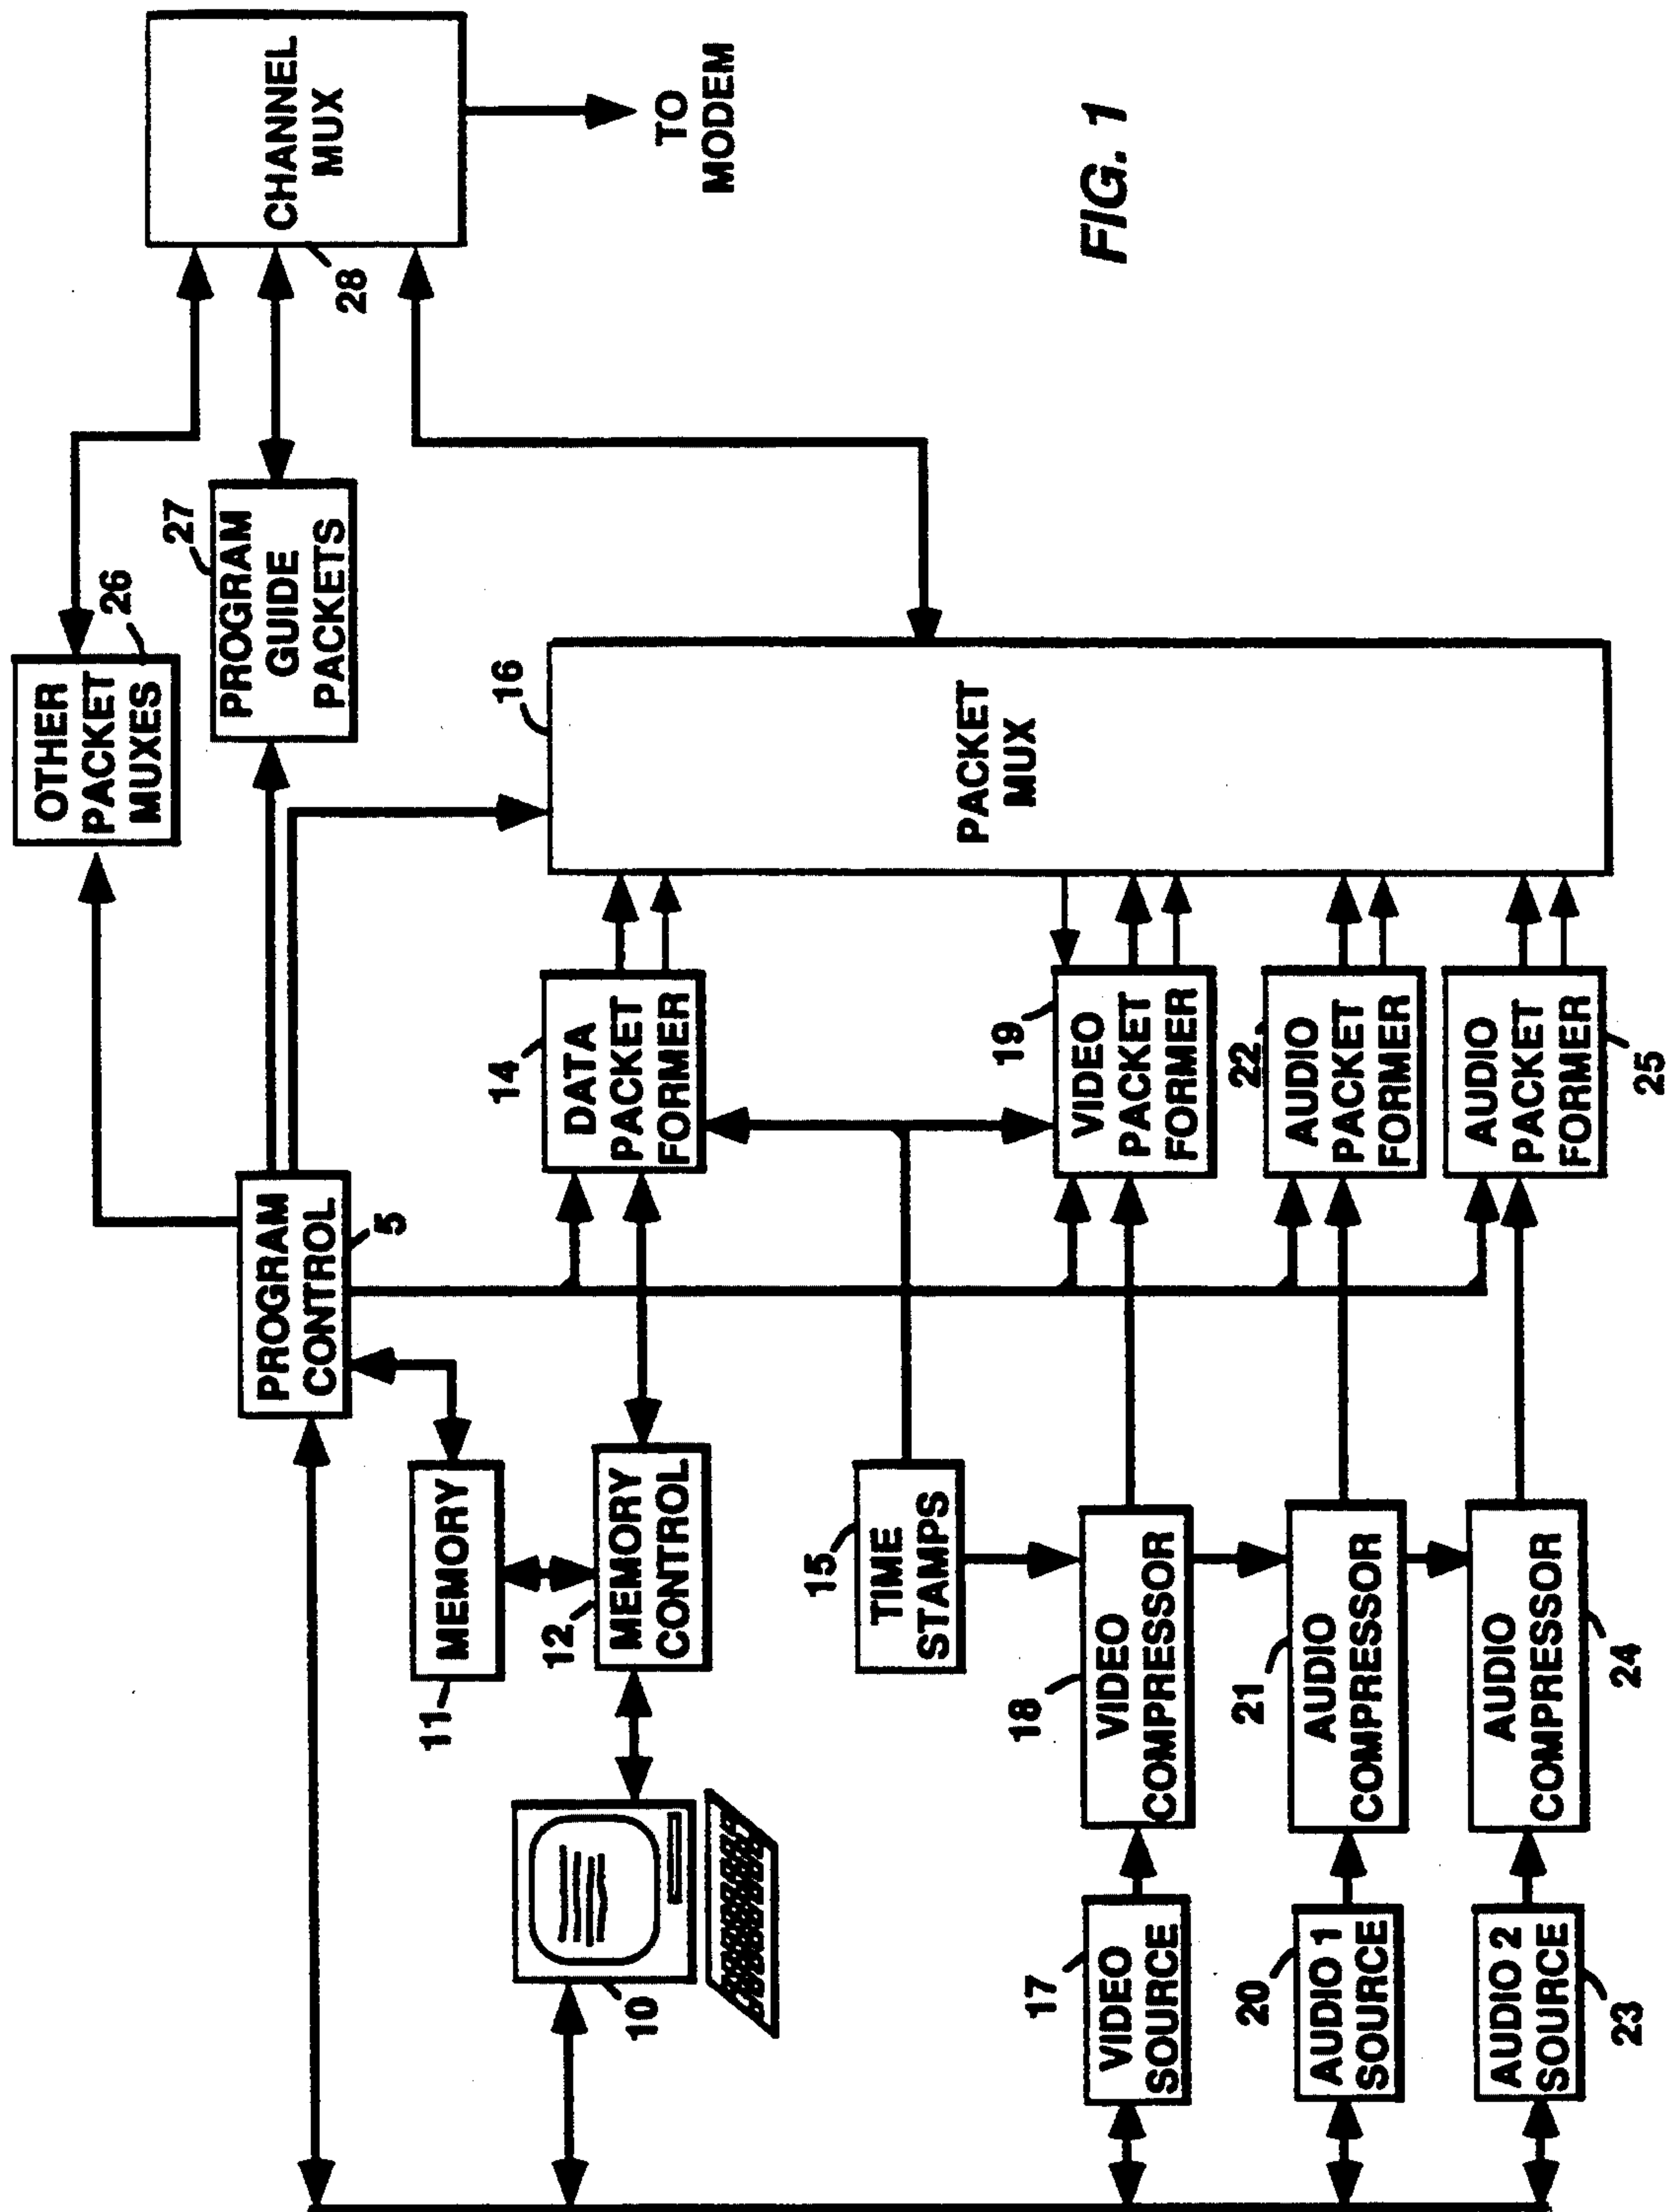 OTHER
PACKET
MUXES
26
PROGRAM
GUIDE
PACKETS
27
CHANNEL
MUX
28
TO
MODEM
PROGRAM
CONTROL
5
MEMORY
11
MEMORY
CONTROL
12
10
DATA
PACKET
FORMER
14
PACKET
MUX
16
TIME
STAMPS
15
VIDEO
SOURCE
17
VIDEO
COMPRESSOR
18
VIDEO
PACKET
FORMER
19
AUDIO 1
SOURCE
20
AUDIO
COMPRESSOR
21
AUDIO
PACKET
FORMER
22
AUDIO 2
SOURCE
23
AUDIO
COMPRESSOR
24
AUDIO
PACKET
FORMER
25
FIG. 1